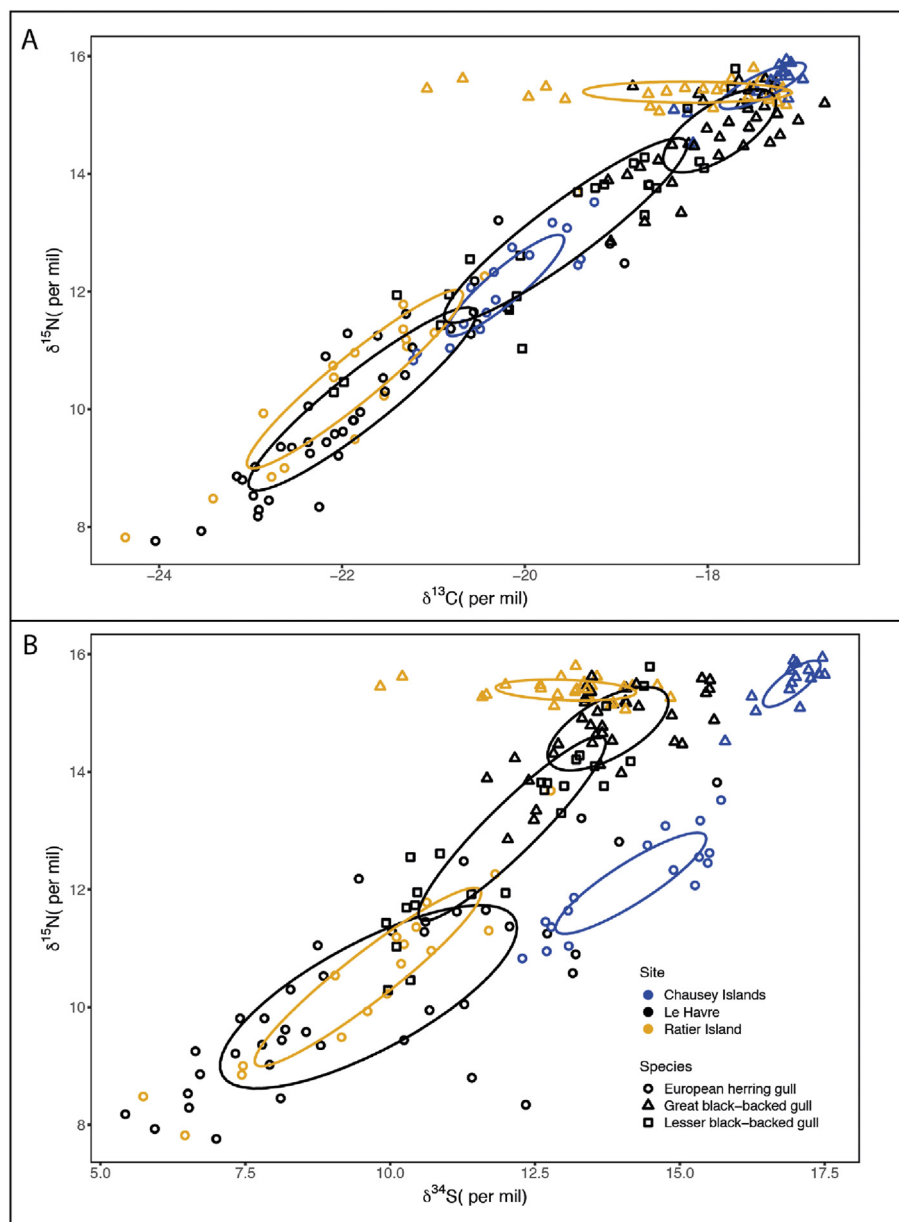 A
δ15N( per mil)
16
14
12
10
8
−24
−22
−20
−18
δ13C( per mil)
B
δ15N( per mil)
16
14
12
10
8
5.0
7.5
10.0
12.5
15.0
17.5
δ34S( per mil)
Site
Chausey Islands
Le Havre
Ratier Island
Species
European herring gull
Great black−backed gull
Lesser black−backed gull